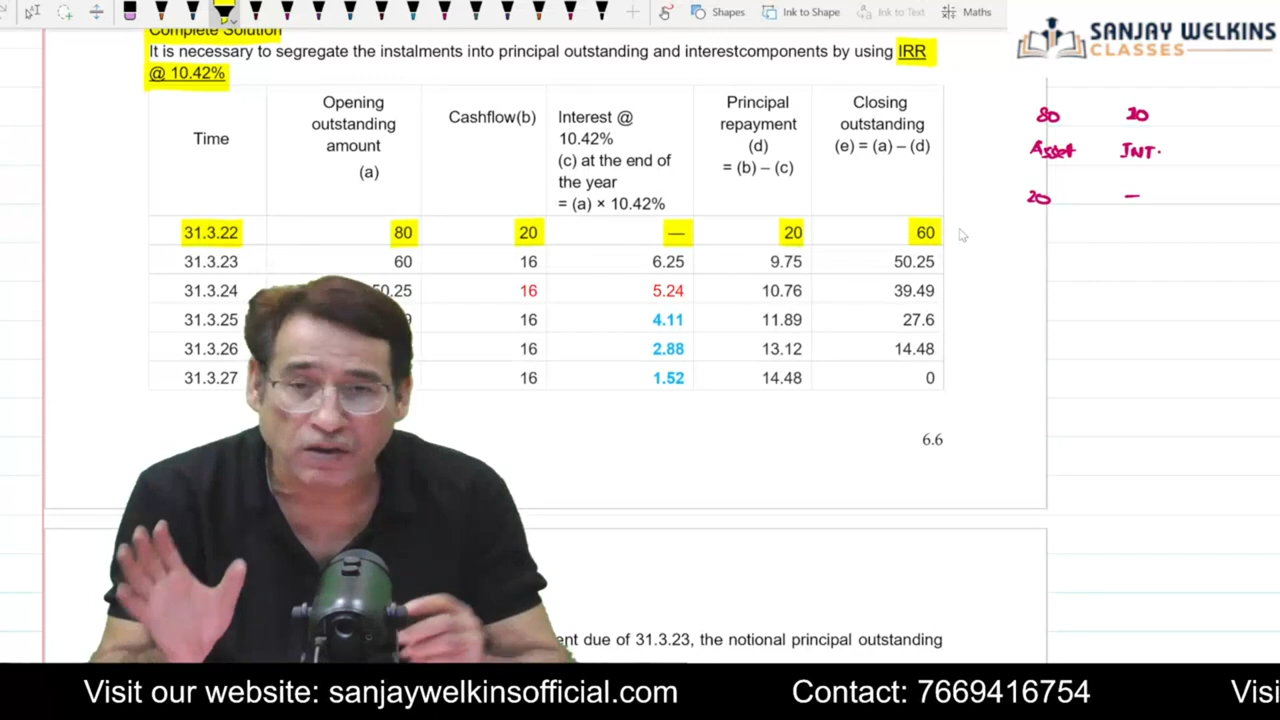 Shapes Ink to Shape Ink to Text Maths
SANJAY WELKINS
CLASSES
Complete Solution
It is necessary to segregate the instalments into principal outstanding and interestcomponents by using IRR
@ 10.42%
Time
Opening
outstanding
amount
(a)
Cashflow(b)
Interest @
10.42%
(c) at the end of
the year
= (a) × 10.42%
Principal
repayment
(d)
= (b) – (c)
Closing
outstanding
(e) = (a) – (d)
31.3.22 80 20 — 20 60
31.3.23 60 16 6.25 9.75 50.25
31.3.24 50.25 16 5.24 10.76 39.49
31.3.25 16 4.11 11.89 27.6
31.3.26 16 2.88 13.12 14.48
31.3.27 16 1.52 14.48 0
80
Asset INT.
20 —
6.6
due of 31.3.23, the notional principal outstanding
Visit our website: sanjaywelkinsofficial.com Contact: 7669416754 Visi